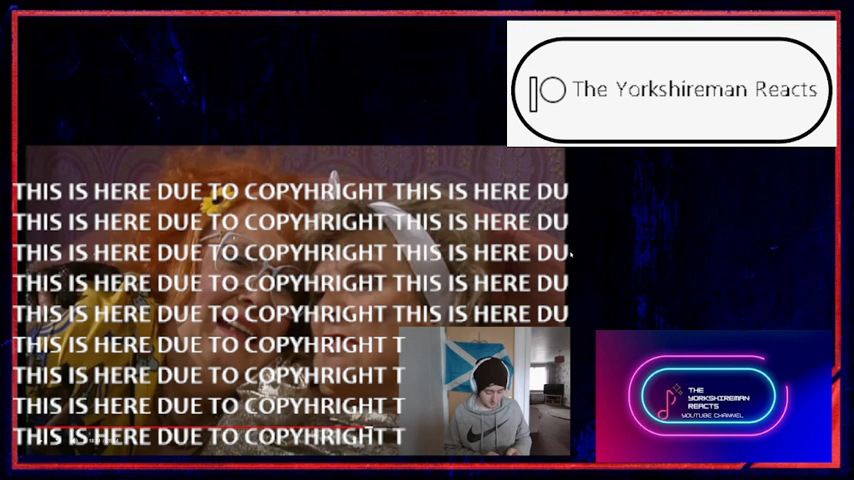 The Yorkshireman Reacts
THIS IS HERE DUE TO COPYHRIGHT THIS IS HERE DU
THIS IS HERE DUE TO COPYHRIGHT THIS IS HERE DU
THIS IS HERE DUE TO COPYHRIGHT THIS IS HERE DU
THIS IS HERE DUE TO COPYHRIGHT THIS IS HERE DU
THIS IS HERE DUE TO COPYHRIGHT THIS IS HERE DU
THIS IS HERE DUE TO COPYHRIGHT T
THIS IS HERE DUE TO COPYHRIGHT T
THIS IS HERE DUE TO COPYHRIGHT T
THIS IS HERE DUE TO COPYHRIGHT T
THE
YORKSHIREMAN
REACTS
YOUTUBE CHANNEL